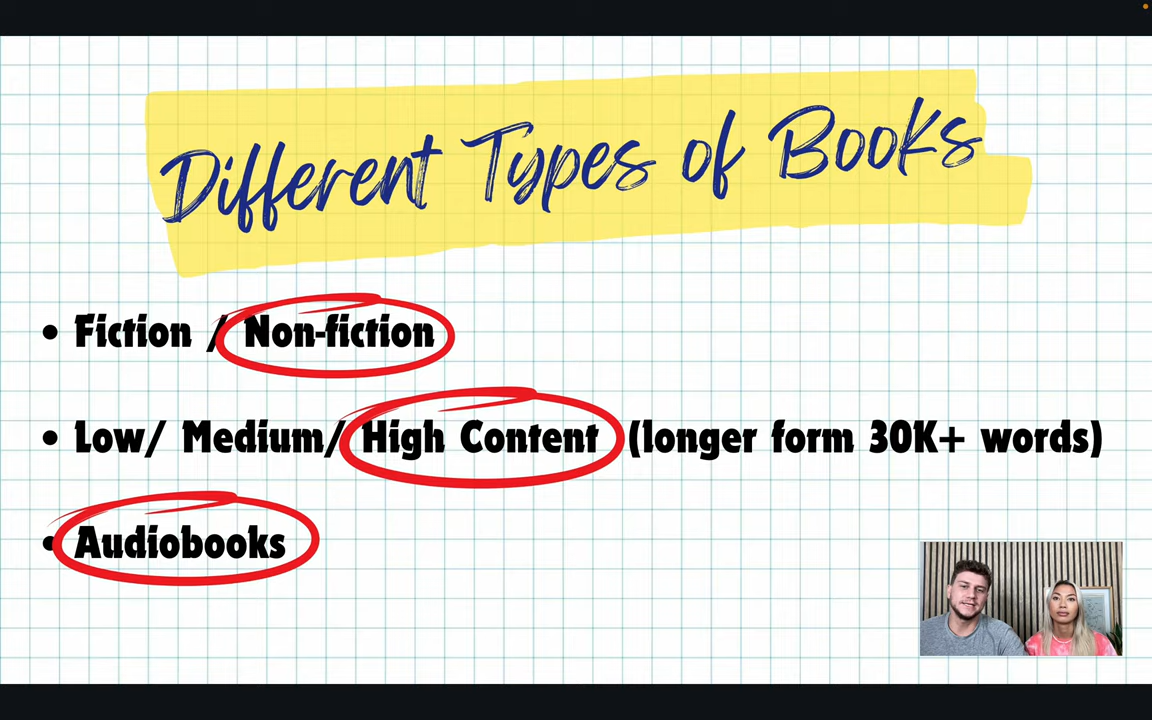 Different Types of Books
• Fiction / Non-fiction
• Low/ Medium/ High Content (longer form 30K+ words)
• Audiobooks